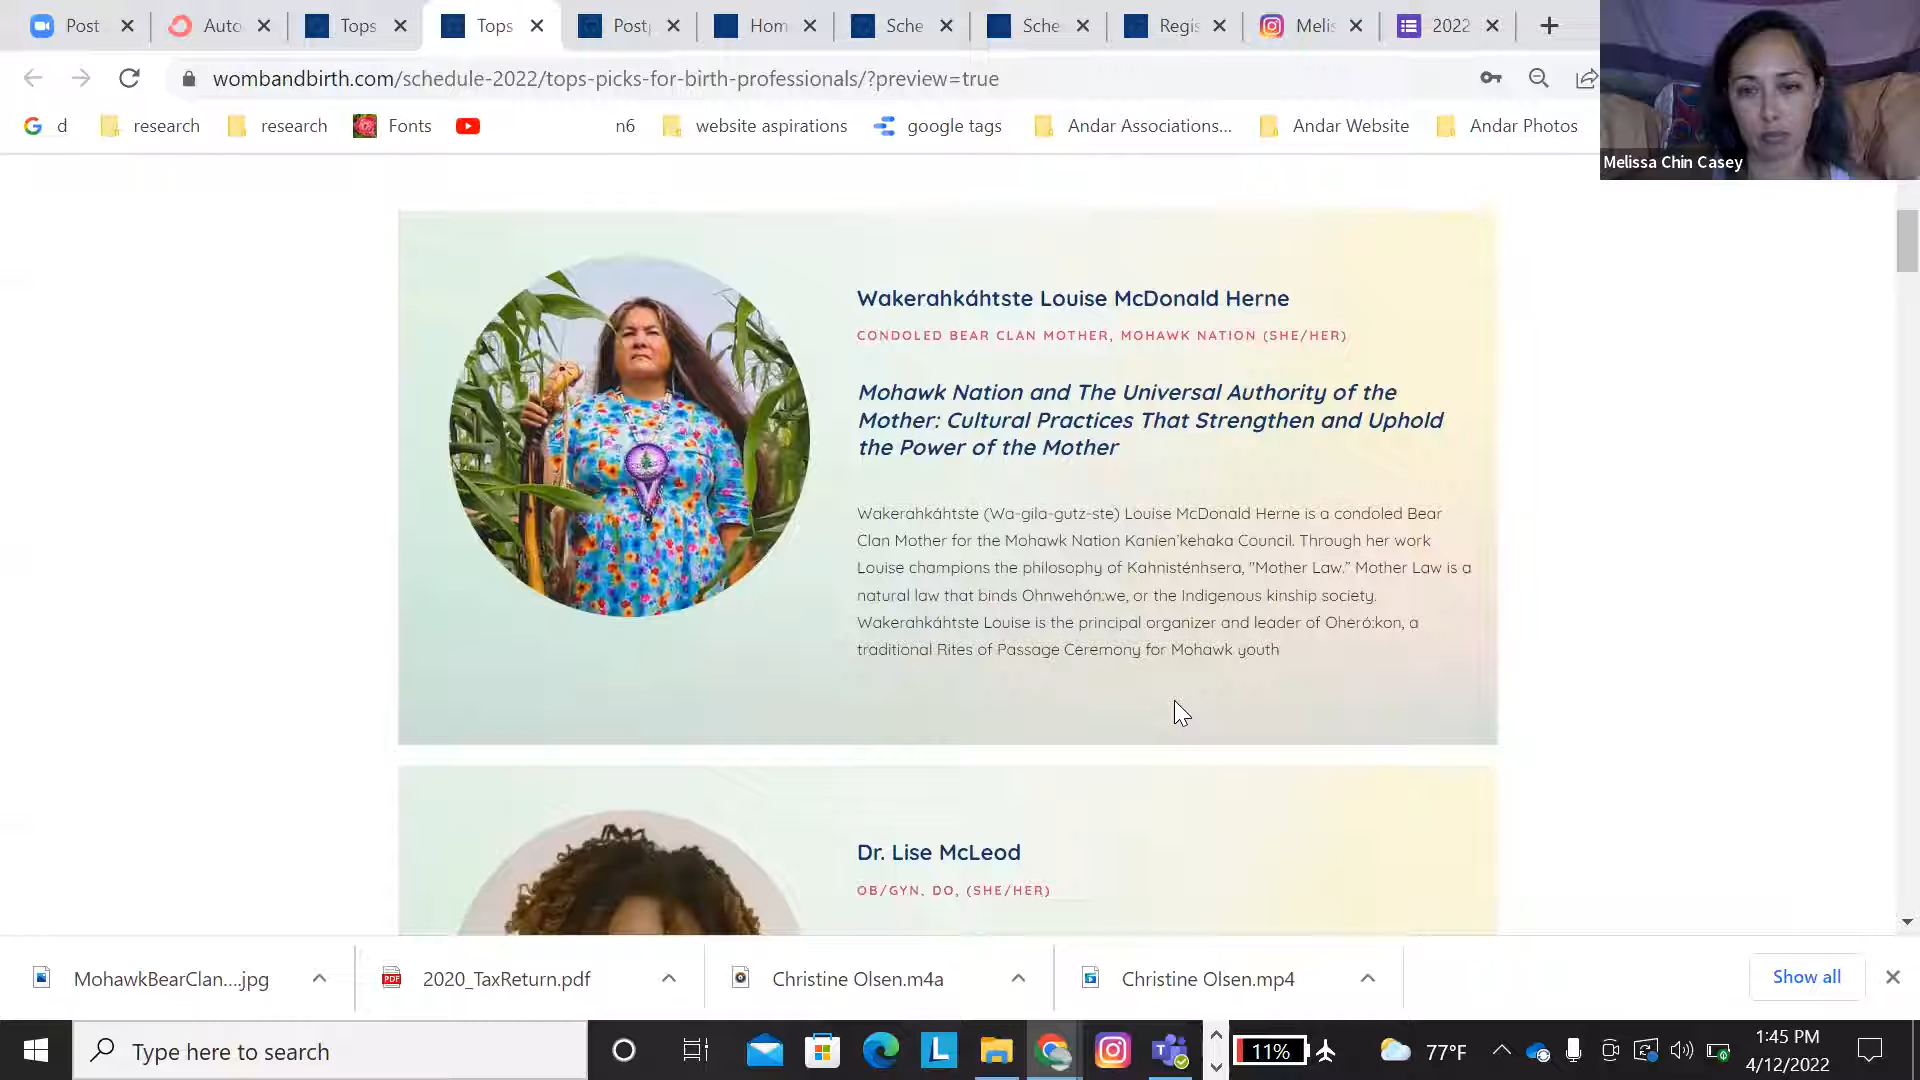 Post
Auto
Tops
Tops
Post
Hom
Sche
Sche
Regis
Melis
2022
wombandbirth.com/schedule-2022/tops-picks-for-birth-professionals/?preview=true
d
research
research
Fonts
n6
website aspirations
google tags
Andar Associations...
Andar Website
Andar Photos
Melissa Chin Casey
Wakerahkáhtste Louise McDonald Herne
CONDOLED BEAR CLAN MOTHER, MOHAWK NATION (SHE/HER)
Mohawk Nation and The Universal Authority of the
Mother: Cultural Practices That Strengthen and Uphold
the Power of the Mother
Wakerahkáhtste (Wa-gila-gutz-ste) Louise McDonald Herne is a condoled Bear
Clan Mother for the Mohawk Nation Kanien'kehaka Council. Through her work
Louise champions the philosophy of Kahnisténhsera, "Mother Law." Mother Law is a
natural law that binds Ohnwehón:we, or the Indigenous kinship society.
Wakerahkáhtste Louise is the principal organizer and leader of Oheró:kon, a
traditional Rites of Passage Ceremony for Mohawk youth
Dr. Lise McLeod
OB/GYN, DO, (SHE/HER)
MohawkBearClan....jpg
2020_TaxReturn.pdf
Christine Olsen.m4a
Christine Olsen.mp4
Show all
Type here to search
11%
77°F
1:45 PM
4/12/2022